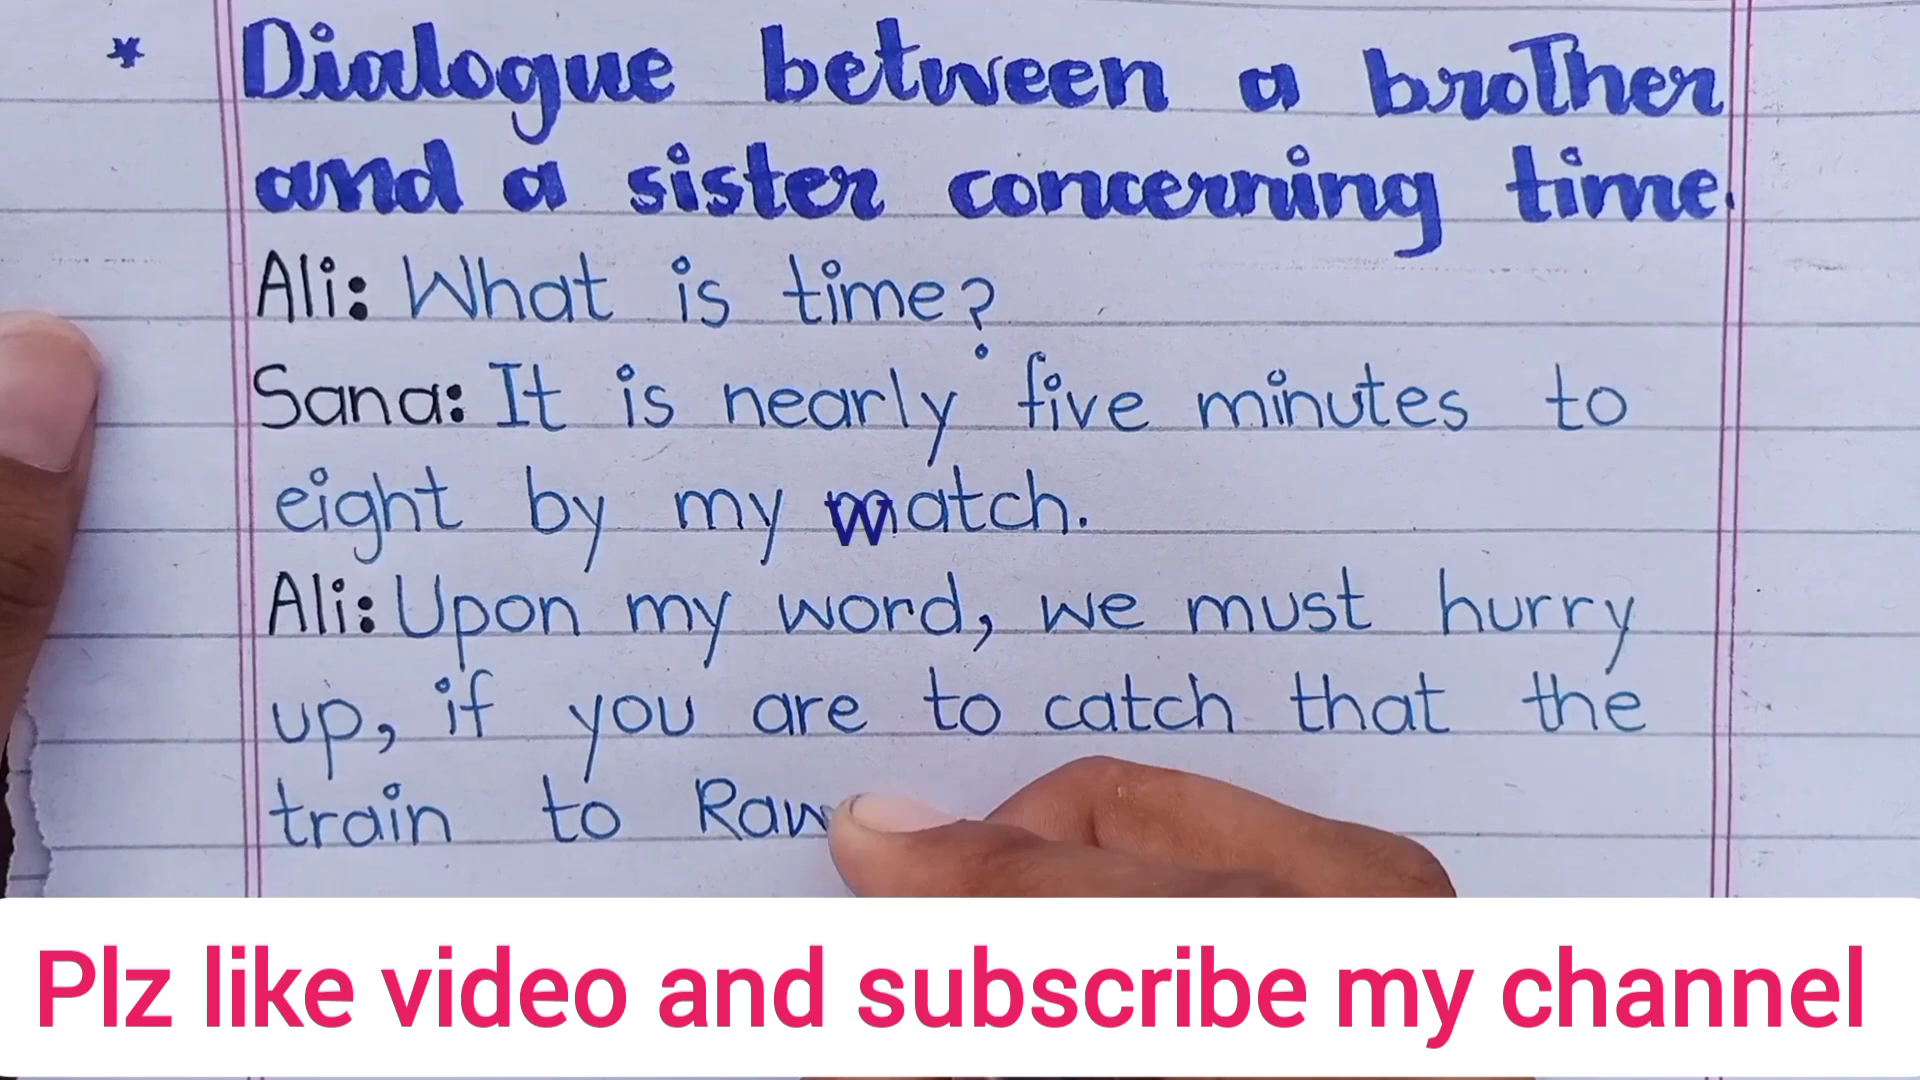 * Dialogue between a brother
and a sister concerning time.
Ali: What is time?
Sana: It is nearly five minutes to
eight by my watch.
Ali: Upon my word, we must hurry
up, if you are to catch that the
train to Raw
Plz like video and subscribe my channel